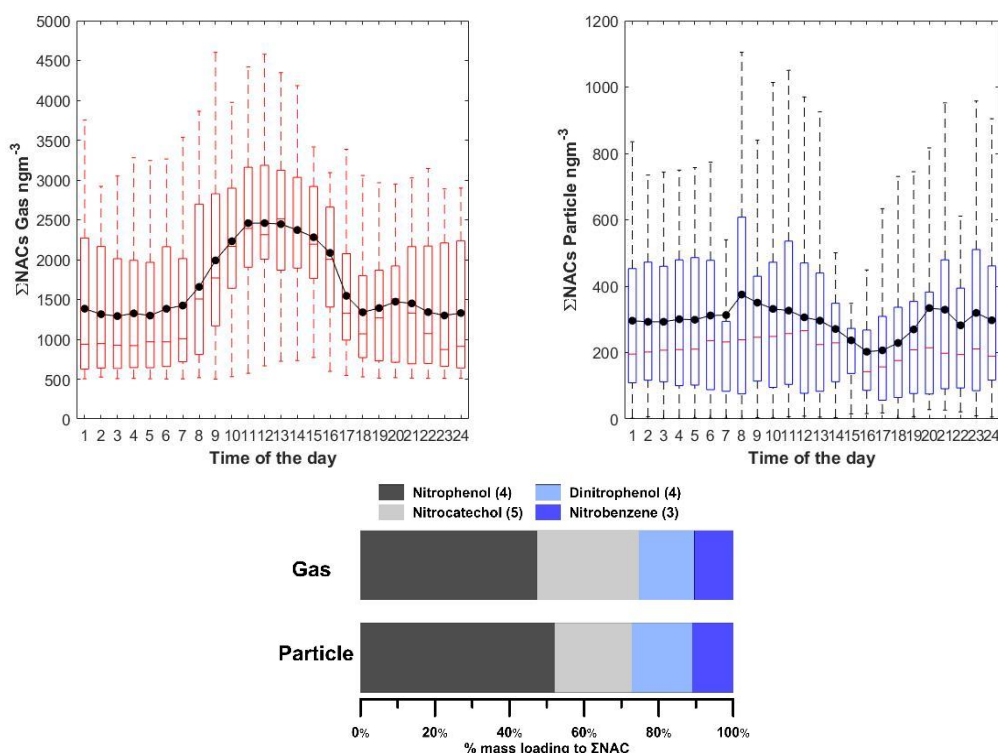 5000
4500
4000
3500
3000
2500
2000
1500
1000
500
0
ΣNACs Gas ngm⁻³
1 2 3 4 5 6 7 8 9 10 11 12 13 14 15 16 17 18 19 20 21 22 23 24
Time of the day
1200
1000
800
600
400
200
0
ΣNACs Particle ngm⁻³
1 2 3 4 5 6 7 8 9 10 11 12 13 14 15 16 17 18 19 20 21 22 23 24
Time of the day
Nitrophenol (4) Dinitrophenol (4)
Nitrocatechol (5) Nitrobenzene (3)
Gas
Particle
0% 20% 40% 60% 80% 100%
% mass loading to ΣNAC